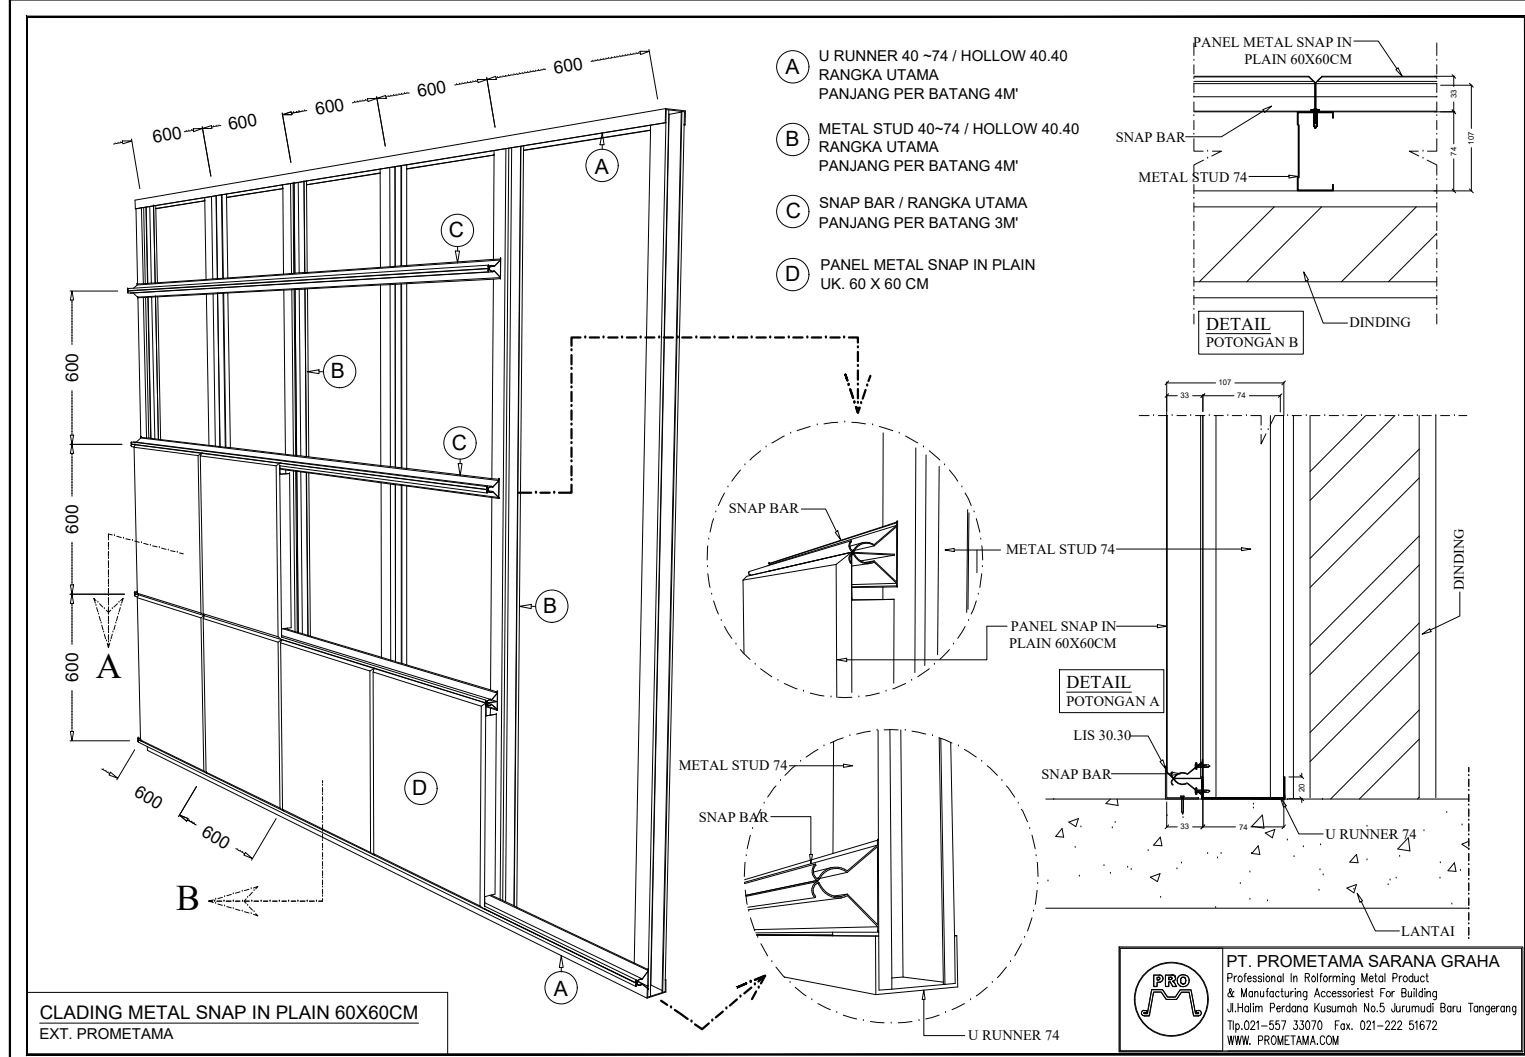 600
600
600
600
600
A
U RUNNER 40 ~74 / HOLLOW 40.40
RANGKA UTAMA
PANJANG PER BATANG 4M'
B
METAL STUD 40~74 / HOLLOW 40.40
RANGKA UTAMA
PANJANG PER BATANG 4M'
C
SNAP BAR / RANGKA UTAMA
PANJANG PER BATANG 3M'
D
PANEL METAL SNAP IN PLAIN
UK. 60 X 60 CM
A
C
B
C
B
D
A
600
600
600
A
B
600
600
SNAP BAR
METAL STUD 74
PANEL SNAP IN
PLAIN 60X60CM
METAL STUD 74
SNAP BAR
U RUNNER 74
PANEL METAL SNAP IN
PLAIN 60X60CM
SNAP BAR
METAL STUD 74
33
74
107
DINDING
DETAIL
POTONGAN B
107
33
74
DINDING
DETAIL
POTONGAN A
LIS 30.30
SNAP BAR
20
33
74
U RUNNER 74
LANTAI
CLADING METAL SNAP IN PLAIN 60X60CM
EXT. PROMETAMA
PRO
PT. PROMETAMA SARANA GRAHA
Professional In Rolforming Metal Product
& Manufacturing Accessoriest For Building
Jl.Halim Perdana Kusumah No.5 Jurumudi Baru Tangerang
Tlp.021-557 33070 Fax. 021-222 51672
WWW. PROMETAMA.COM